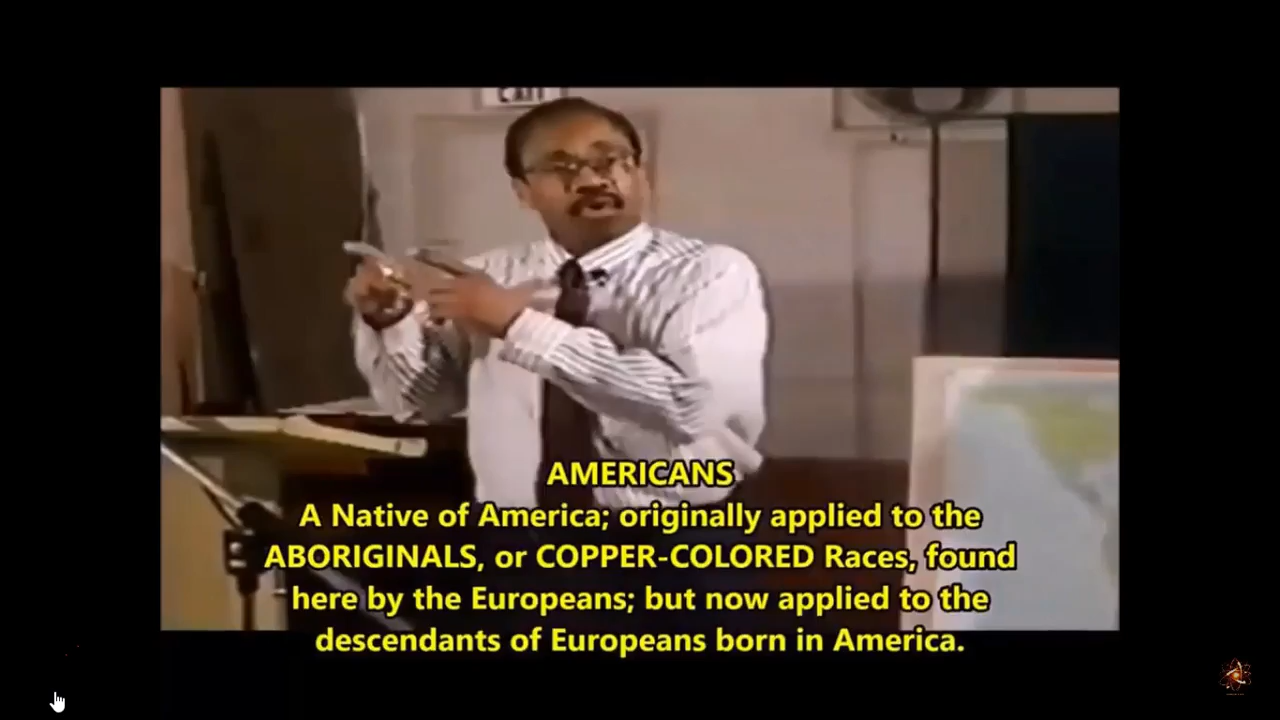 AMERICANS
A Native of America; originally applied to the
ABORIGINALS, or COPPER-COLORED Races, found
here by the Europeans; but now applied to the
descendants of Europeans born in America.